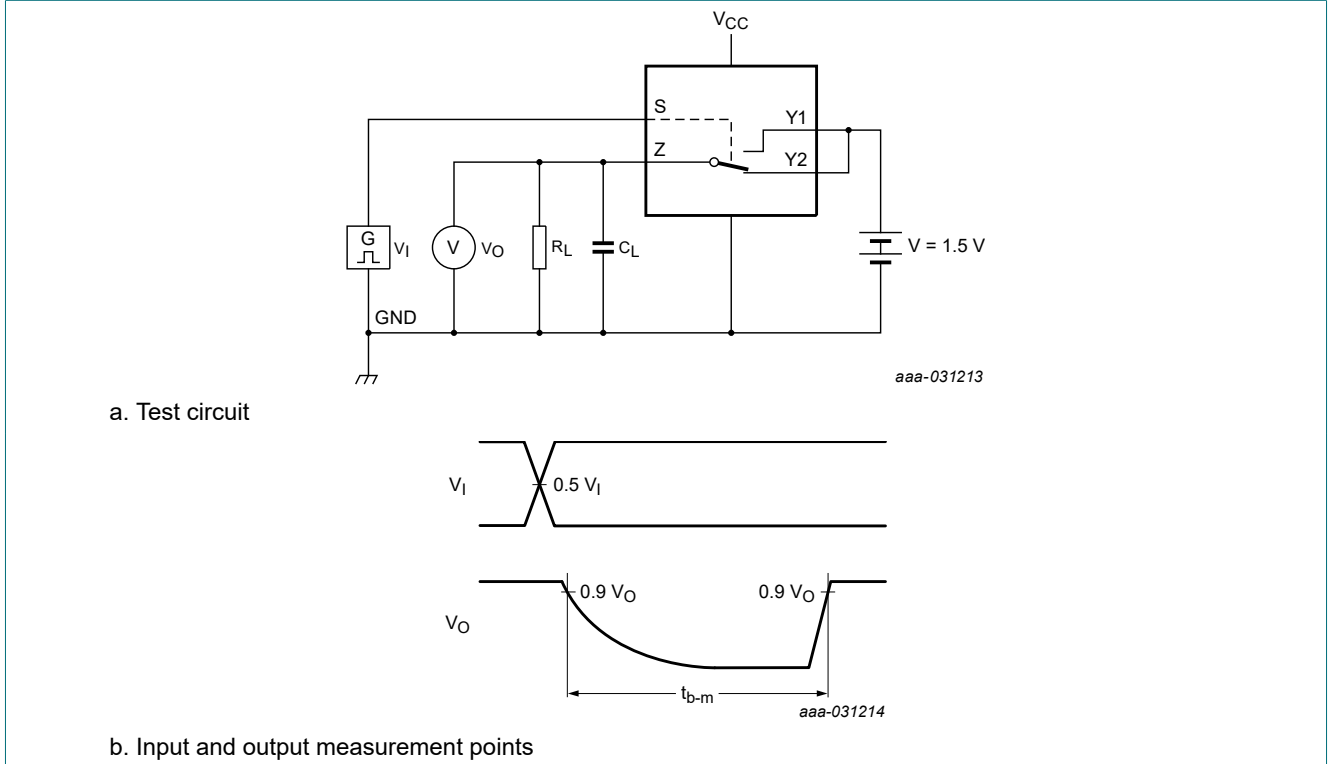 VCC
S
Y1
Z
Y2
G
VI
V
VO
RL
CL
V = 1.5 V
GND
aaa-031213
a. Test circuit
VI
0.5 VI
0.9 VO
0.9 VO
VO
tb-m
aaa-031214
b. Input and output measurement points